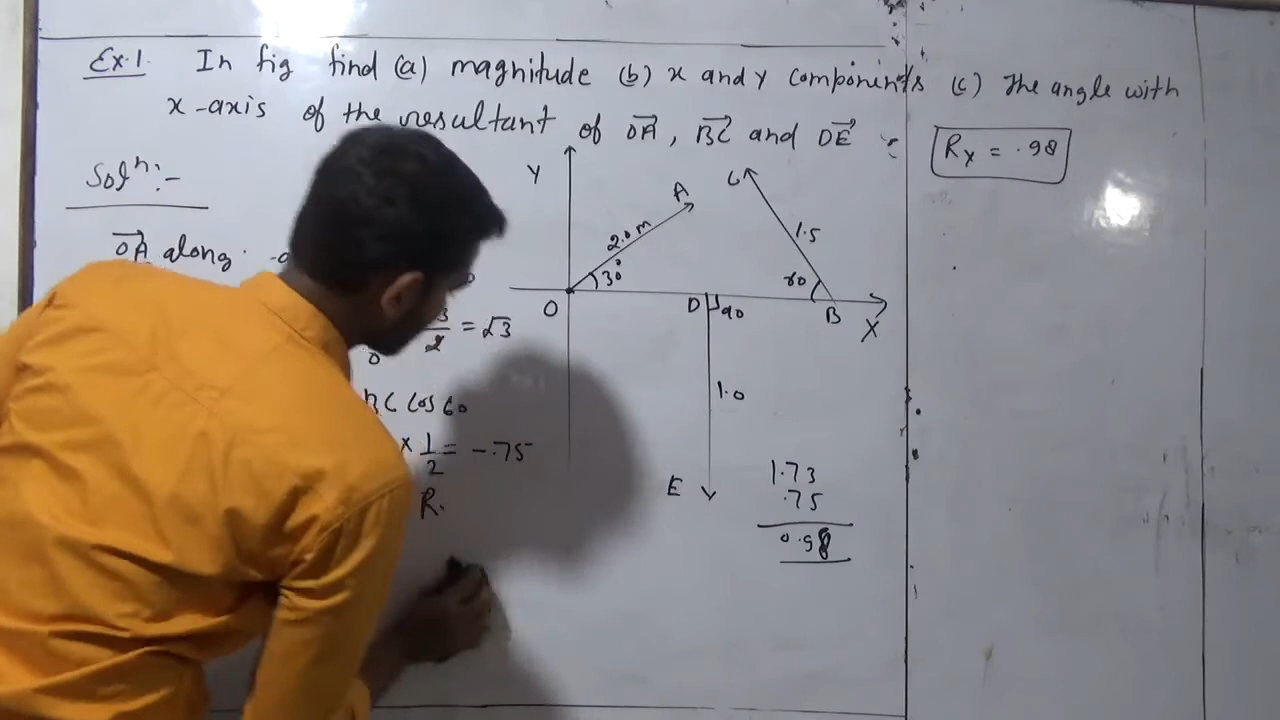 Ex.1. In fig find (a) magnitude (b) x and y components (c) The angle with
x-axis of the resultant of OA, BC and DE :
Rx = .98
Solⁿ:-
OA along
= √3
BC cos 60
x 1/2 = -.75
R.
Y
A
2.0 m
30°
O
C
1.5
60
D
90
B
X
1.0
E
1.73
.75
0.98